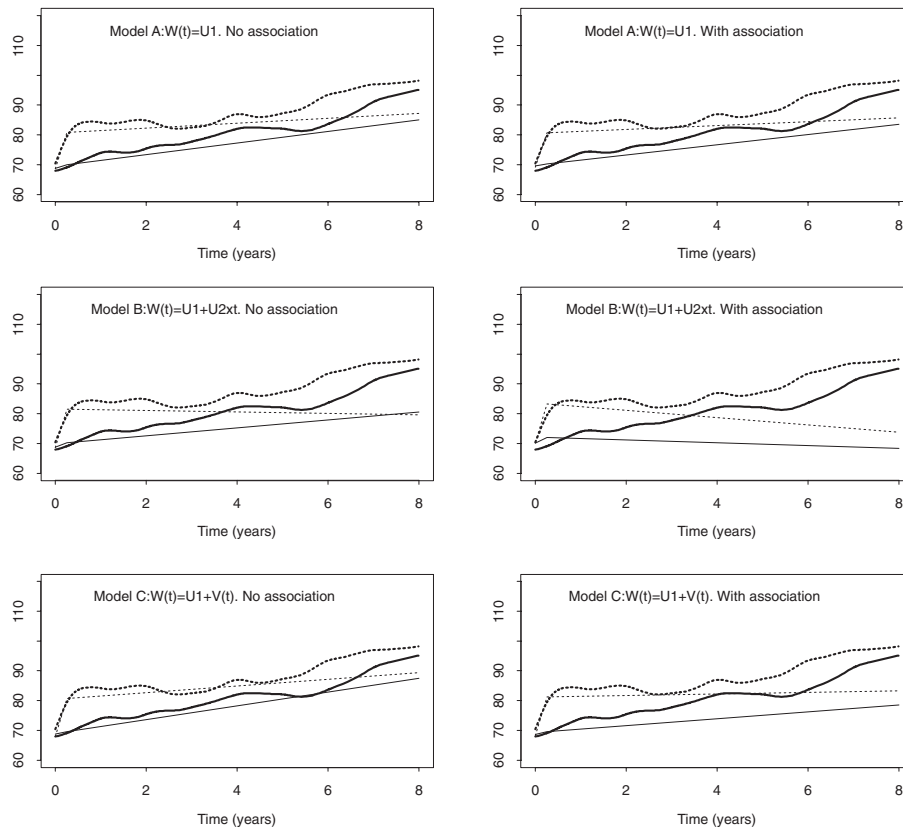 Model A:W(t)=U1. No association
110
90
80
70
60
0 2 4 6 8
Time (years)
Model A:W(t)=U1. With association
110
90
80
70
60
0 2 4 6 8
Time (years)
Model B:W(t)=U1+U2xt. No association
110
90
80
70
60
0 2 4 6 8
Time (years)
Model B:W(t)=U1+U2xt. With association
110
90
80
70
60
0 2 4 6 8
Time (years)
Model C:W(t)=U1+V(t). No association
110
90
80
70
60
0 2 4 6 8
Time (years)
Model C:W(t)=U1+V(t). With association
110
90
80
70
60
0 2 4 6 8
Time (years)